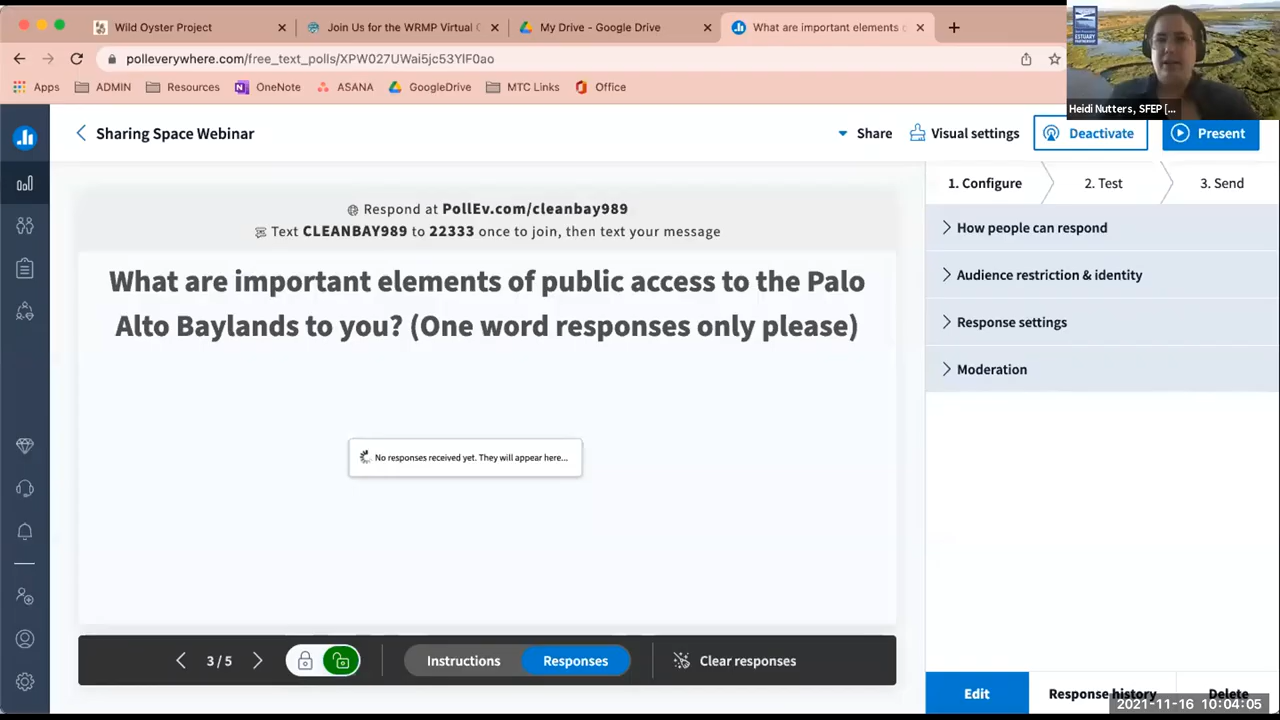 Wild Oyster Project
Join Us for the WRMP Virtual
My Drive - Google Drive
What are important elements
polleverywhere.com/free_text_polls/XPW027UWai5jc53YlF0ao
Apps
ADMIN
Resources
OneNote
ASANA
GoogleDrive
MTC Links
Office
ESTUARY
PARTNERSHIP
Heidi Nutters, SFEP [...
Sharing Space Webinar
Share
Visual settings
Deactivate
Present
1. Configure
2. Test
3. Send
Respond at PollEv.com/cleanbay989
Text CLEANBAY989 to 22333 once to join, then text your message
What are important elements of public access to the Palo
Alto Baylands to you? (One word responses only please)
No responses received yet. They will appear here...
How people can respond
Audience restriction & identity
Response settings
Moderation
3 / 5
Instructions
Responses
Clear responses
Edit
Response history
Delete
2021-11-16 10:04:05